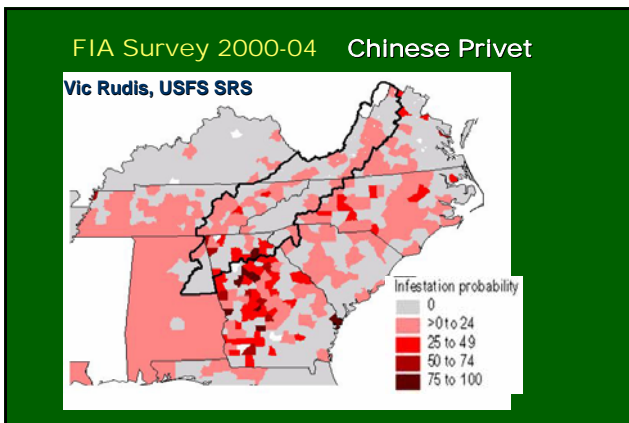 FIA Survey 2000-04 Chinese Privet
Vic Rudis, USFS SRS
Infestation probability
0
>0 to 24
25 to 49
50 to 74
75 to 100